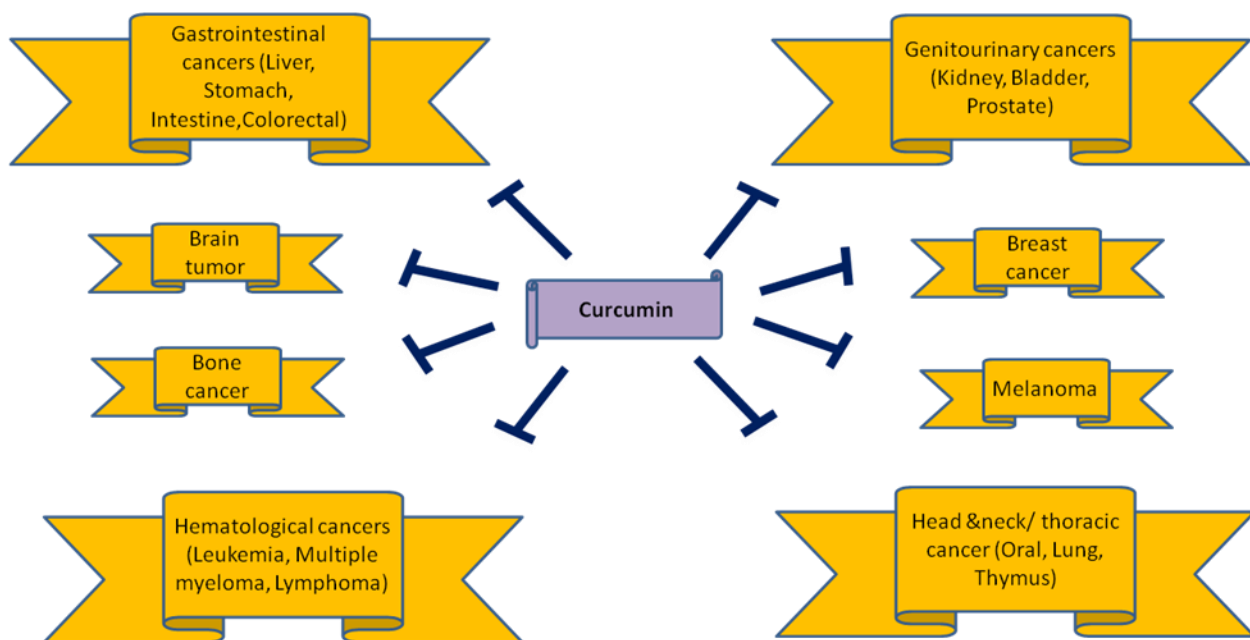 Gastrointestinal
cancers (Liver,
Stomach,
Intestine,Colorectal)
Genitourinary cancers
(Kidney, Bladder,
Prostate)
Brain
tumor
Breast
cancer
Curcumin
Bone
cancer
Melanoma
Hematological cancers
(Leukemia, Multiple
myeloma, Lymphoma)
Head &neck/ thoracic
cancer (Oral, Lung,
Thymus)